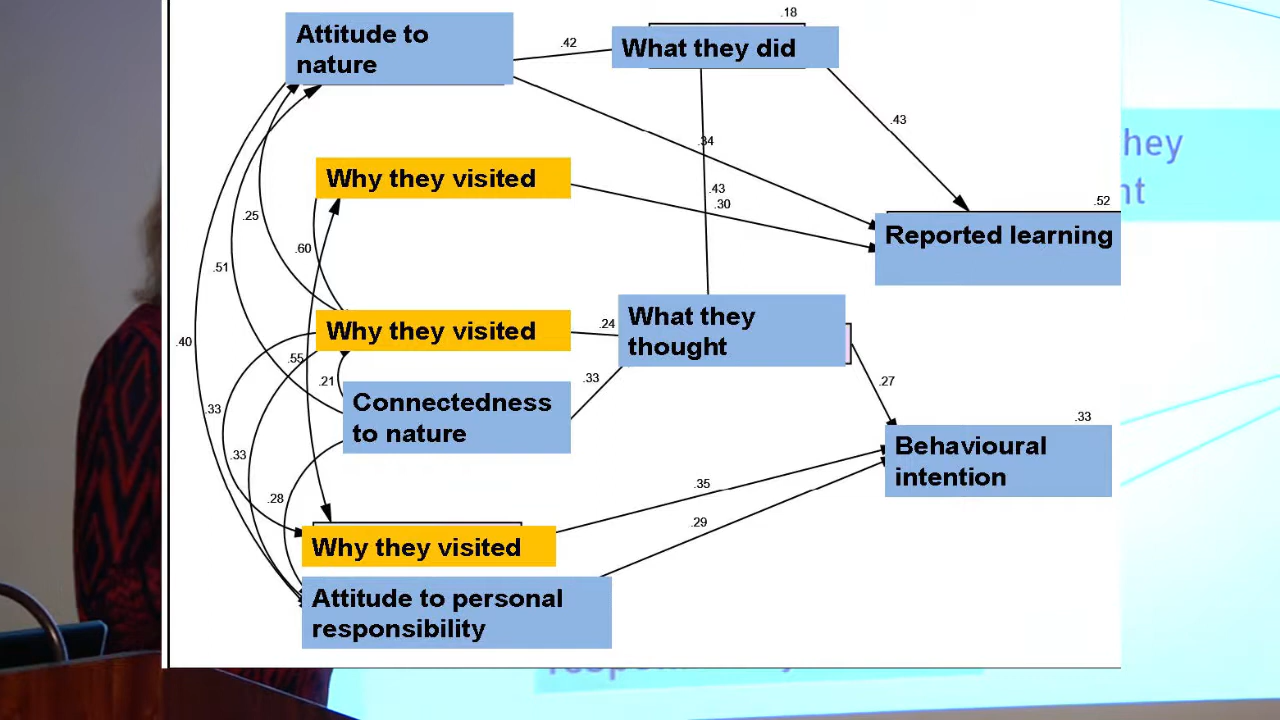 .18
Attitude to
nature
.42
What they did
.43
.34
Why they visited
.43
.30
.25
.52
Reported learning
.60
.51
Why they visited
.24
What they
thought
.40
.55
.21
.33
.27
Connectedness
to nature
.33
.33
.33
Behavioural
intention
.28
.35
.29
Why they visited
Attitude to personal
responsibility
hey
nt